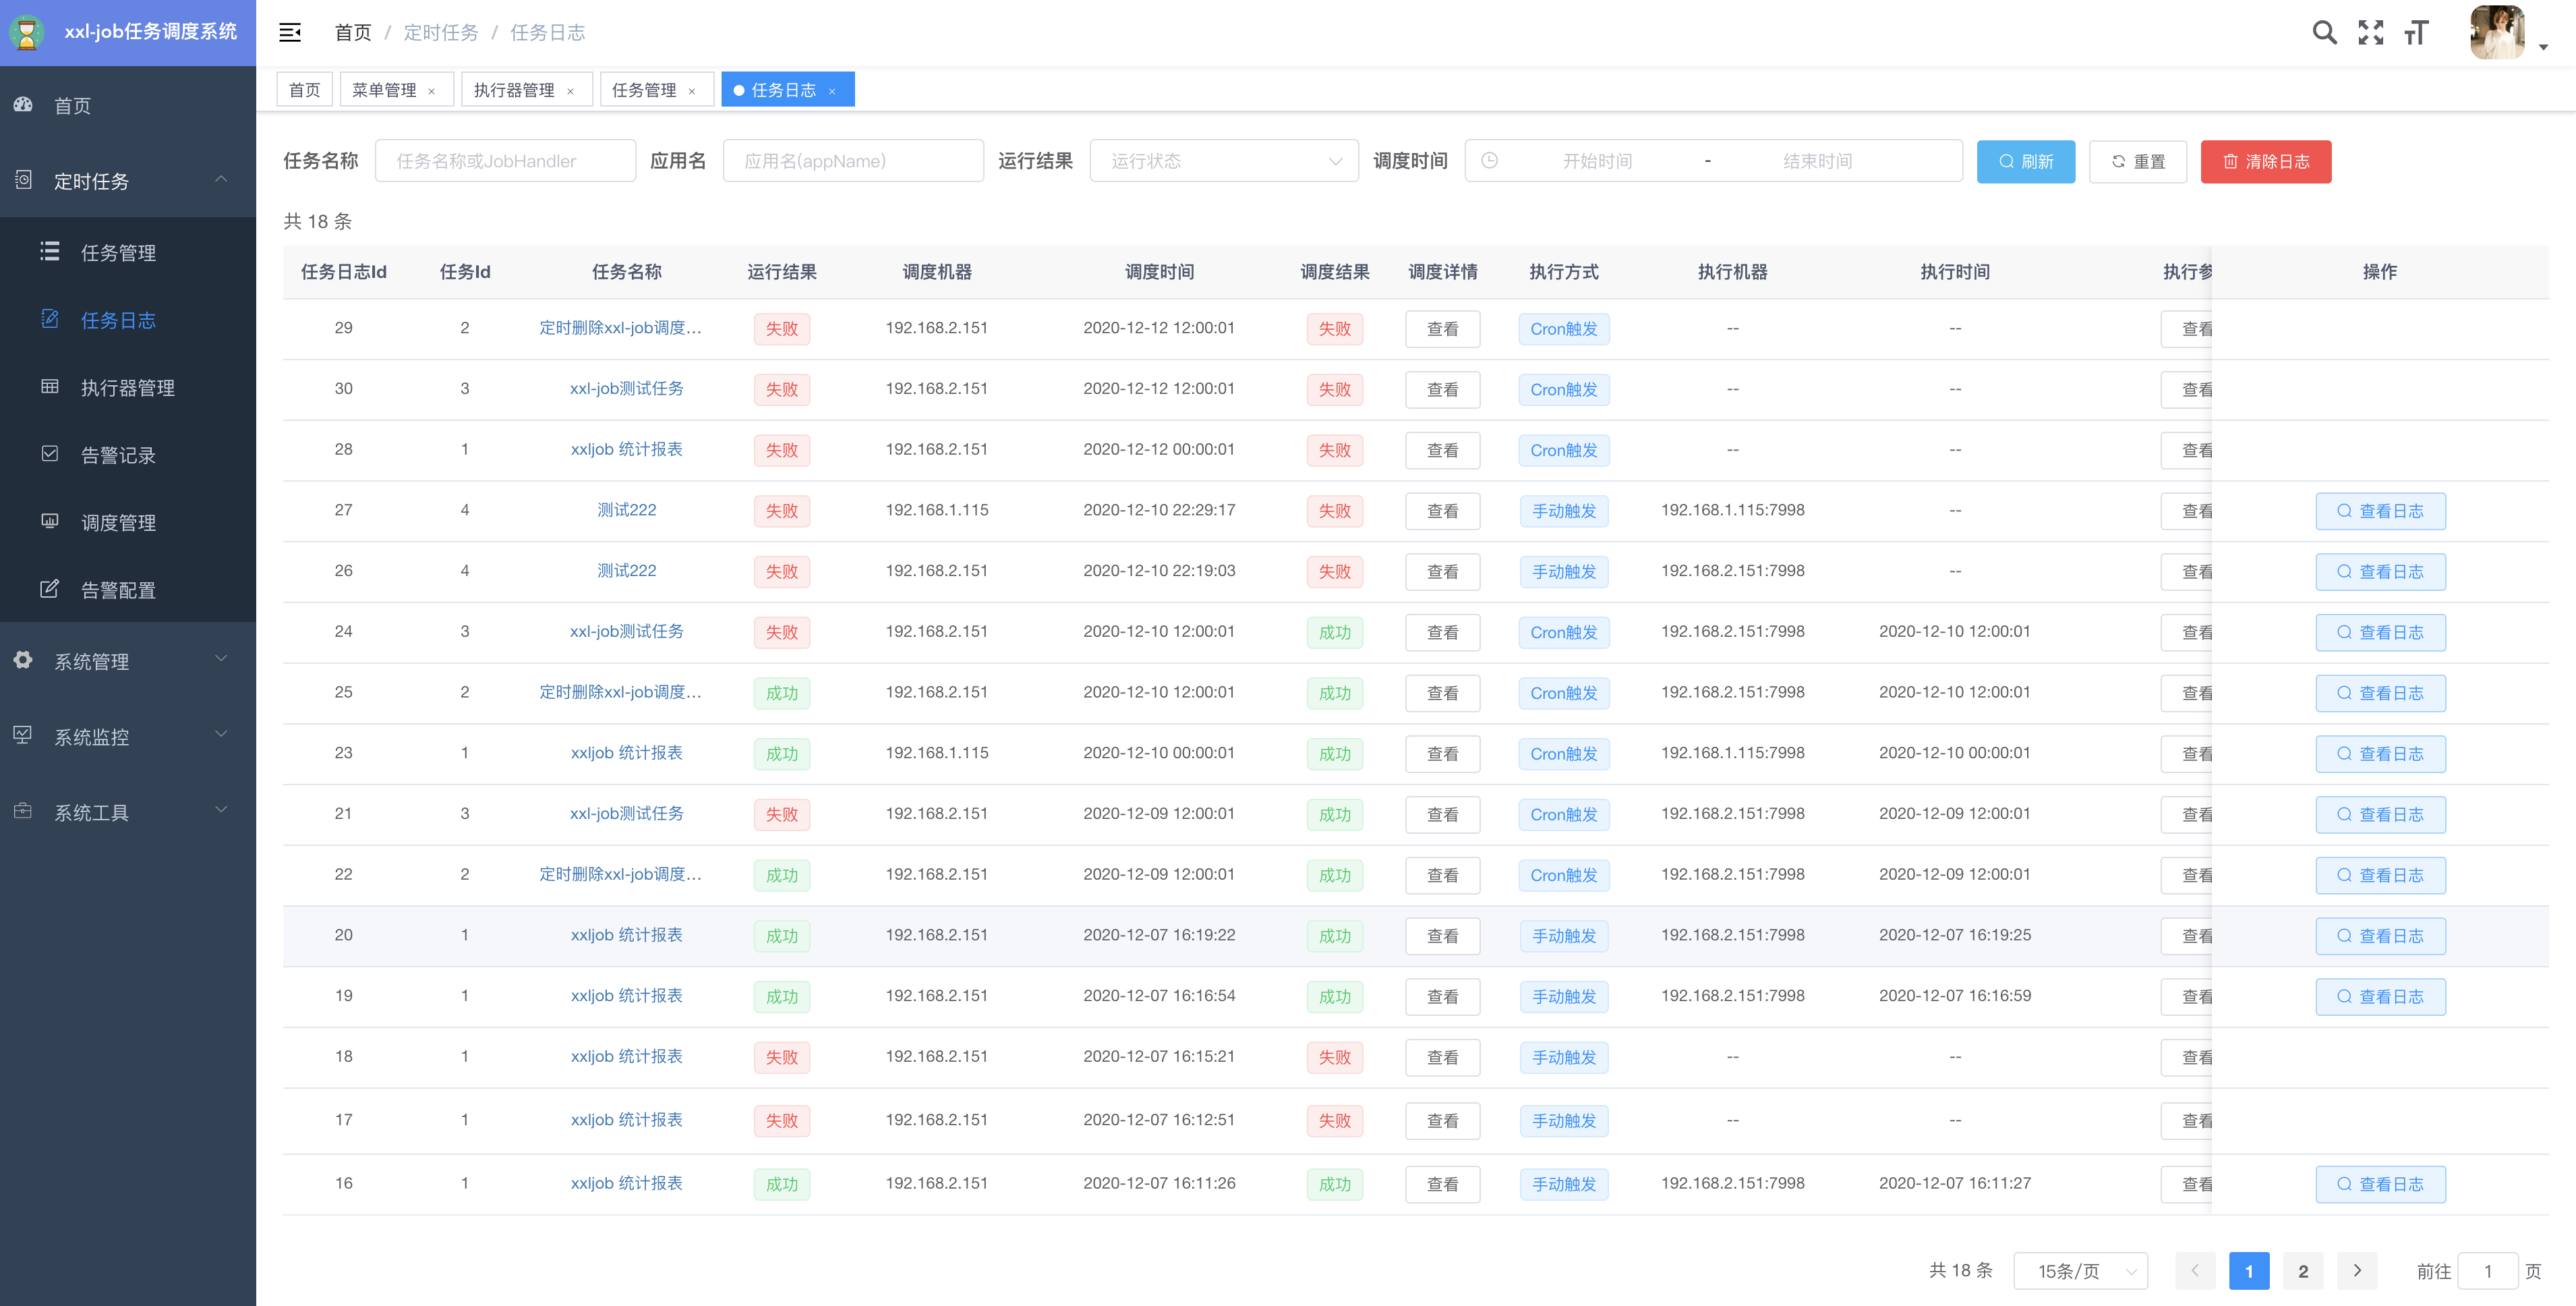 xxl-job任务调度系统
首页 / 定时任务 / 任务日志
首页 菜单管理 × 执行器管理 × 任务管理 × 任务日志 ×
首页
定时任务
任务管理
任务日志
执行器管理
告警记录
调度管理
告警配置
系统管理
系统监控
系统工具
任务名称 任务名称或JobHandler 应用名 应用名(appName) 运行结果 运行状态 调度时间 开始时间 - 结束时间 刷新 重置 清除日志
共 18 条
任务日志Id 任务Id 任务名称 运行结果 调度机器 调度时间 调度结果 调度详情 执行方式 执行机器 执行时间 执行参 操作
29 2 定时删除xxl-job调度... 失败 192.168.2.151 2020-12-12 12:00:01 失败 查看 Cron触发 -- -- 查看
30 3 xxl-job测试任务 失败 192.168.2.151 2020-12-12 12:00:01 失败 查看 Cron触发 -- -- 查看
28 1 xxljob 统计报表 失败 192.168.2.151 2020-12-12 00:00:01 失败 查看 Cron触发 -- -- 查看
27 4 测试222 失败 192.168.1.115 2020-12-10 22:29:17 失败 查看 手动触发 192.168.1.115:7998 -- 查看 查看日志
26 4 测试222 失败 192.168.2.151 2020-12-10 22:19:03 失败 查看 手动触发 192.168.2.151:7998 -- 查看 查看日志
24 3 xxl-job测试任务 失败 192.168.2.151 2020-12-10 12:00:01 成功 查看 Cron触发 192.168.2.151:7998 2020-12-10 12:00:01 查看 查看日志
25 2 定时删除xxl-job调度... 成功 192.168.2.151 2020-12-10 12:00:01 成功 查看 Cron触发 192.168.2.151:7998 2020-12-10 12:00:01 查看 查看日志
23 1 xxljob 统计报表 成功 192.168.1.115 2020-12-10 00:00:01 成功 查看 Cron触发 192.168.1.115:7998 2020-12-10 00:00:01 查看 查看日志
21 3 xxl-job测试任务 失败 192.168.2.151 2020-12-09 12:00:01 成功 查看 Cron触发 192.168.2.151:7998 2020-12-09 12:00:01 查看 查看日志
22 2 定时删除xxl-job调度... 成功 192.168.2.151 2020-12-09 12:00:01 成功 查看 Cron触发 192.168.2.151:7998 2020-12-09 12:00:01 查看 查看日志
20 1 xxljob 统计报表 成功 192.168.2.151 2020-12-07 16:19:22 成功 查看 手动触发 192.168.2.151:7998 2020-12-07 16:19:25 查看 查看日志
19 1 xxljob 统计报表 成功 192.168.2.151 2020-12-07 16:16:54 成功 查看 手动触发 192.168.2.151:7998 2020-12-07 16:16:59 查看 查看日志
18 1 xxljob 统计报表 失败 192.168.2.151 2020-12-07 16:15:21 失败 查看 手动触发 -- -- 查看
17 1 xxljob 统计报表 失败 192.168.2.151 2020-12-07 16:12:51 失败 查看 手动触发 -- -- 查看
16 1 xxljob 统计报表 成功 192.168.2.151 2020-12-07 16:11:26 成功 查看 手动触发 192.168.2.151:7998 2020-12-07 16:11:27 查看 查看日志
共 18 条 15条/页 1 2 前往 1 页